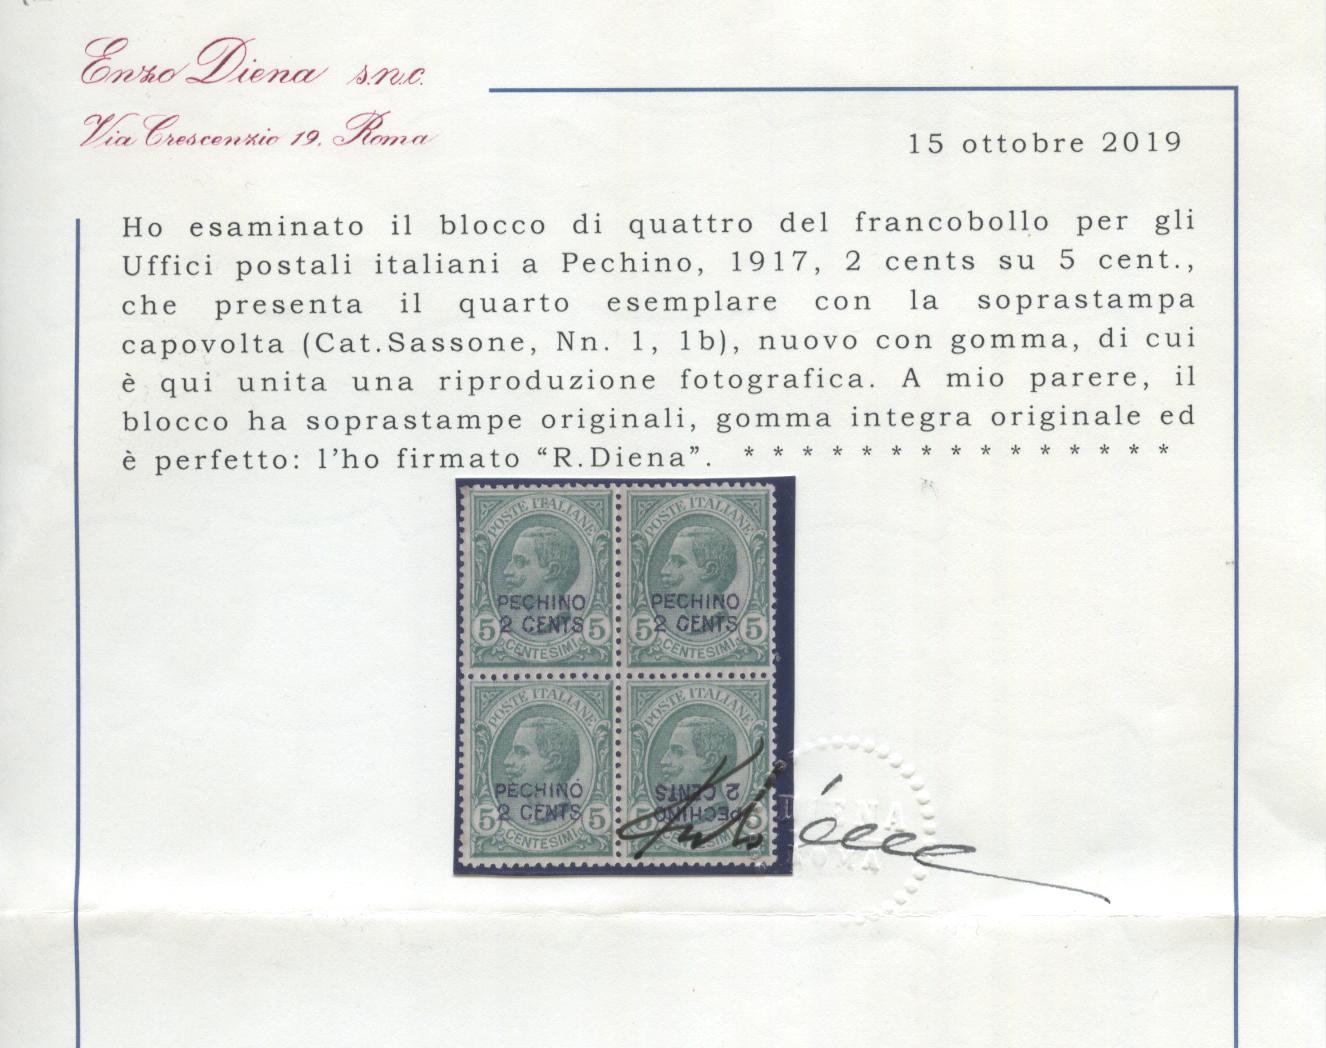 Enzo Diena s.n.c.
Via Crescenzio 19. Roma
15 ottobre 2019
Ho esaminato il blocco di quattro del francobollo per gli
Uffici postali italiani a Pechino, 1917, 2 cents su 5 cent.,
che presenta il quarto esemplare con la soprastampa
capovolta (Cat.Sassone, Nn. 1, 1b), nuovo con gomma, di cui
è qui unita una riproduzione fotografica. A mio parere, il
blocco ha soprastampe originali, gomma integra originale ed
è perfetto: l'ho firmato “R.Diena”. * * * * * * * * * * * * * * *
POSTE ITALIANE
PECHINO
2 CENTS
5 5
CENTESIMI
POSTE ITALIANE
PECHINO
2 CENTS
5 5
CENTESIMI
POSTE ITALIANE
PECHINO
2 CENTS
5 5
CENTESIMI
POSTE ITALIANE
PECHINO
2 CENTS
5 5
CENTESIMI